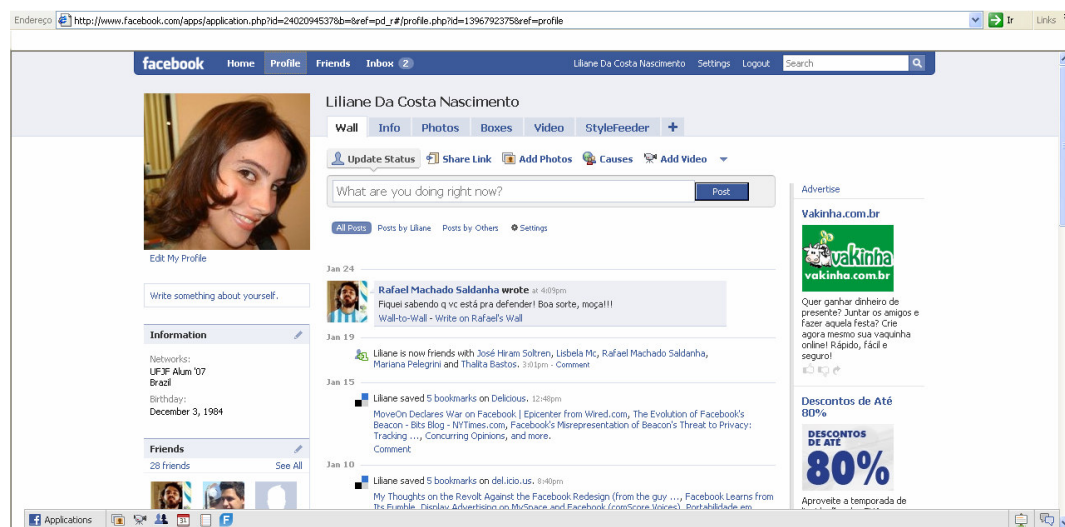 Endereço http://www.facebook.com/apps/application.php?id=2402094537&b=&ref=pd_r#/profile.php?id=1396792375&ref=profile Ir Links
facebook Home Profile Friends Inbox 2 Liliane Da Costa Nascimento Settings Logout Search
Liliane Da Costa Nascimento
Wall Info Photos Boxes Video StyleFeeder +
Update Status Share Link Add Photos Causes Add Video
What are you doing right now? Post
All Posts Posts by Liliane Posts by Others Settings
Edit My Profile
Write something about yourself.
Information
Networks:
UFJF Alum '07
Brazil
Birthday:
December 3, 1984
Friends
28 friends See All
Jan 24
Rafael Machado Saldanha wrote at 4:09pm
Fiquei sabendo q vc está pra defender! Boa sorte, moça!!!
Wall-to-Wall - Write on Rafael's Wall
Jan 19
Liliane is now friends with José Hiram Soltren, Lisbela Mc, Rafael Machado Saldanha,
Mariana Pelegrini and Thalita Bastos. 3:01pm - Comment
Jan 15
Liliane saved 5 bookmarks on Delicious. 12:48pm
MoveOn Declares War on Facebook | Epicenter from Wired.com, The Evolution of Facebook's
Beacon - Bits Blog - NYTimes.com, Facebook's Misrepresentation of Beacon's Threat to Privacy:
Tracking ..., Concurring Opinions, and more.
Comment
Jan 10
Liliane saved 5 bookmarks on del.icio.us. 8:40pm
My Thoughts on the Revolt Against the Facebook Redesign (from the guy ..., Facebook Learns from
Its Fumble, Display Advertising on MySpace and Facebook (comScore Voices), Portabilidade em
Advertise
Vakinha.com.br
vakinha
vakinha.com.br
Quer ganhar dinheiro de
presente? Juntar os amigos e
fazer aquela festa? Crie
agora mesmo sua vaquinha
online! Rápido, fácil e
seguro!
Descontos de Até
80%
DESCONTOS
DE ATÉ
80%
Aproveite a temporada de
Applications